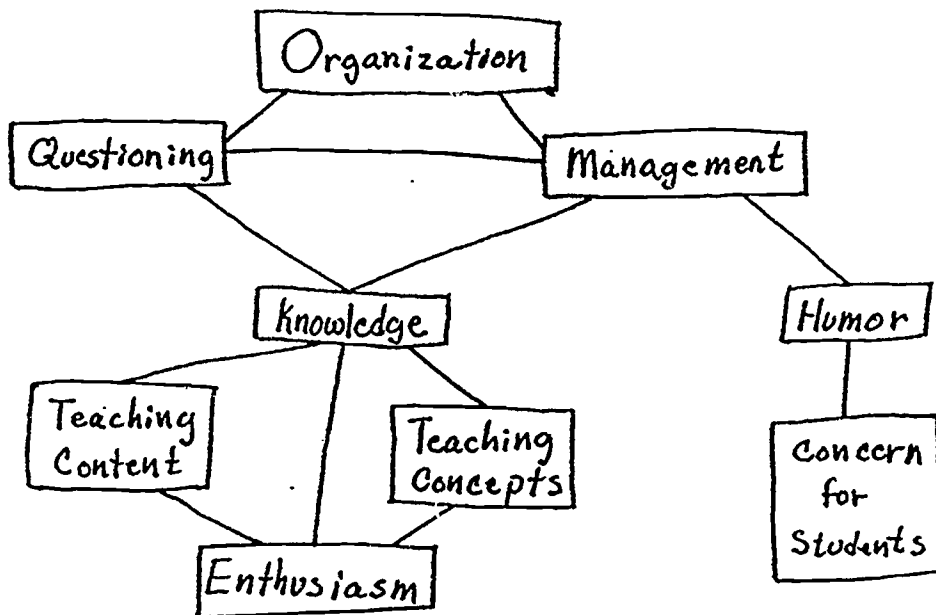 Organization
Questioning
Management
Knowledge
Humor
Teaching
Content
Teaching
Concepts
Concern
for
Students
Enthusiasm